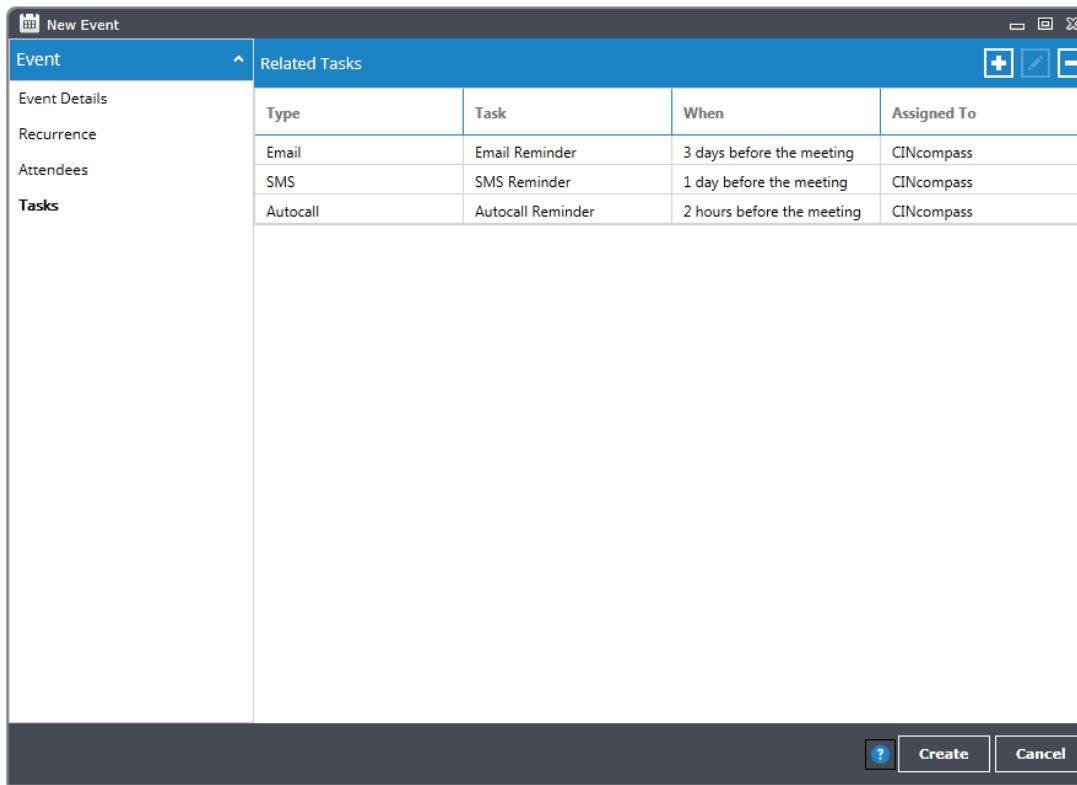 New Event
Event
Related Tasks
Event Details
Recurrence
Attendees
Tasks
Type Task When Assigned To
Email Email Reminder 3 days before the meeting CINcompass
SMS SMS Reminder 1 day before the meeting CINcompass
Autocall Autocall Reminder 2 hours before the meeting CINcompass
? Create Cancel